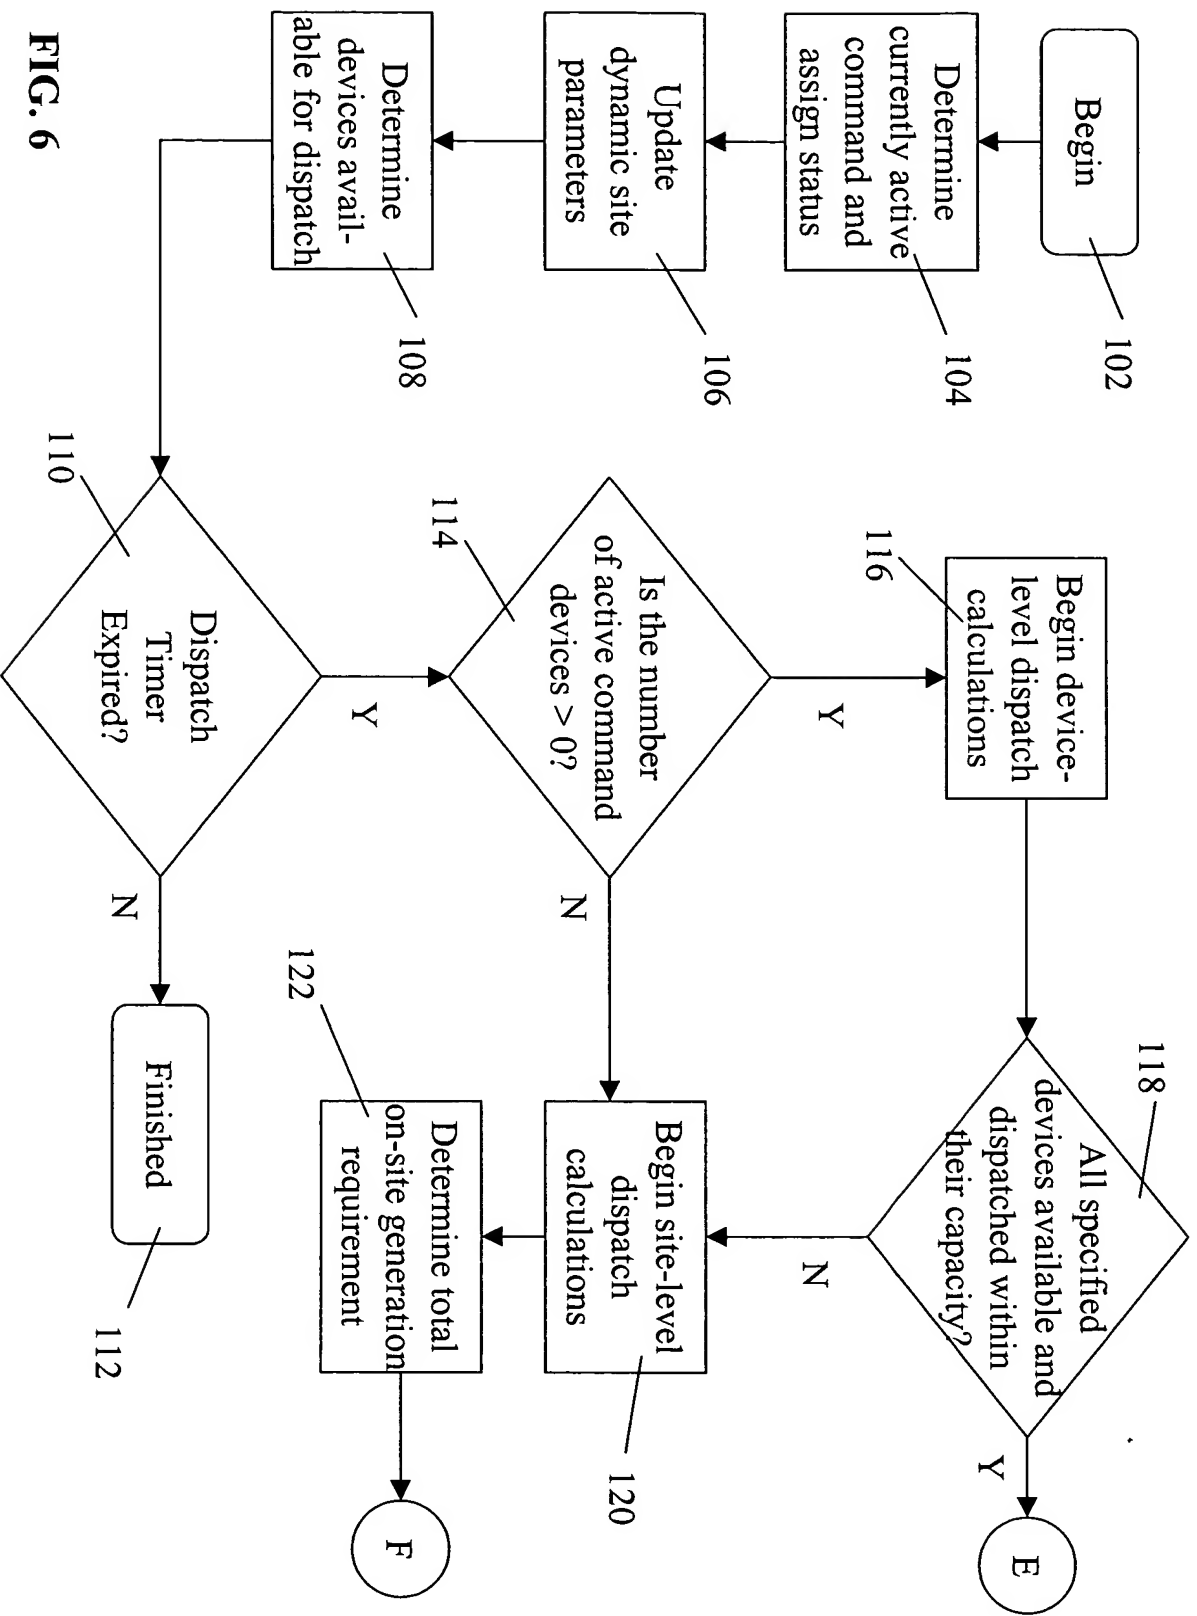 Begin
102
Determine
currently active
command and
assign status
104
Update
dynamic site
parameters
106
Determine
devices avail-
able for dispatch
108
110
Dispatch
Timer
Expired?
Y
N
Finished
112
114
Is the number
of active command
devices > 0?
Y
N
116
Begin device-
level dispatch
calculations
118
All specified
devices available and
dispatched within
their capacity?
Y
N
E
Begin site-level
dispatch
calculations
120
122
Determine total
on-site generation
requirement
F
FIG. 6